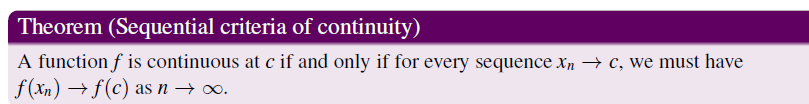 Theorem (Sequential criteria of continuity)
A function f is continuous at c if and only if for every sequence xₙ → c, we must have
f(xₙ) → f(c) as n → ∞.